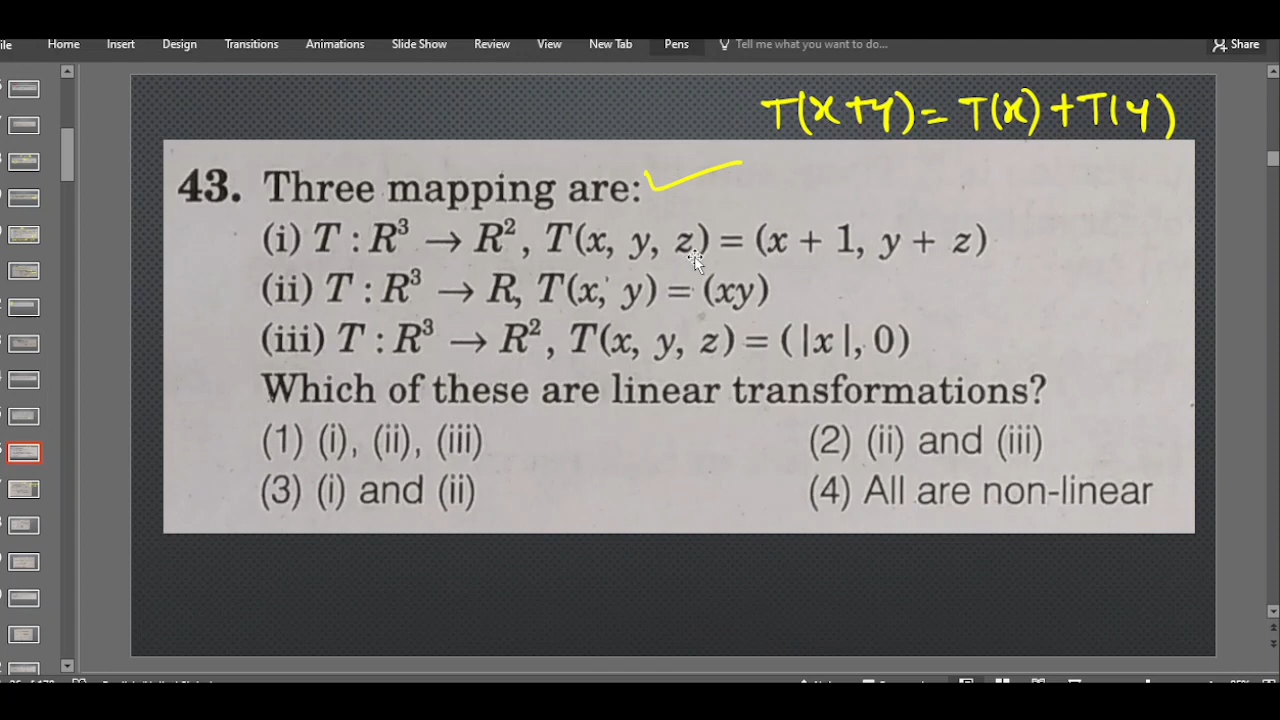 Home Insert Design Transitions Animations Slide Show Review View New Tab Pens Tell me what you want to do... Share
T(x+y) = T(x) + T(y)
43. Three mapping are:
(i) T : R³ → R², T(x, y, z) = (x + 1, y + z)
(ii) T : R³ → R, T(x, y) = (xy)
(iii) T : R³ → R², T(x, y, z) = (|x|, 0)
Which of these are linear transformations?
(1) (i), (ii), (iii)
(2) (ii) and (iii)
(3) (i) and (ii)
(4) All are non-linear